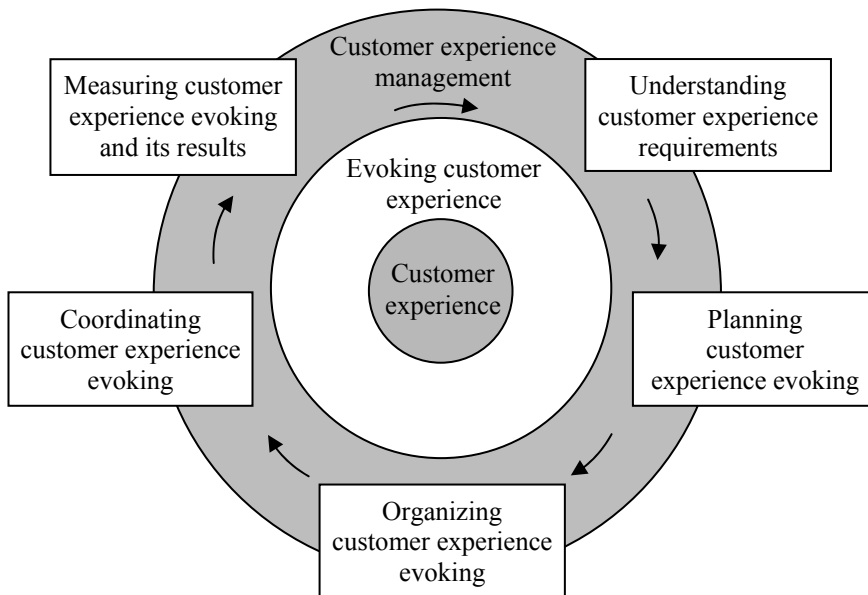 Customer experience
management
Measuring customer
experience evoking
and its results
Understanding
customer experience
requirements
Evoking customer
experience
Customer
experience
Coordinating
customer experience
evoking
Planning
customer
experience evoking
Organizing
customer experience
evoking